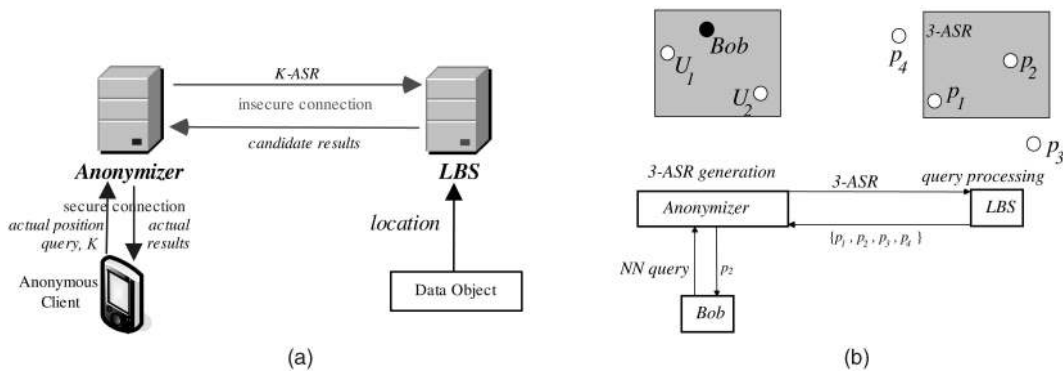 K-ASR
insecure connection
candidate results
Anonymizer
LBS
secure connection
actual position
query, K
actual
results
location
Anonymous
Client
Data Object
(a)
Bob
U1
U2
3-ASR
p4
p2
p1
p3
3-ASR generation
3-ASR
query processing
Anonymizer
LBS
{p1 , p2 , p3 , p4 }
NN query
p2
Bob
(b)